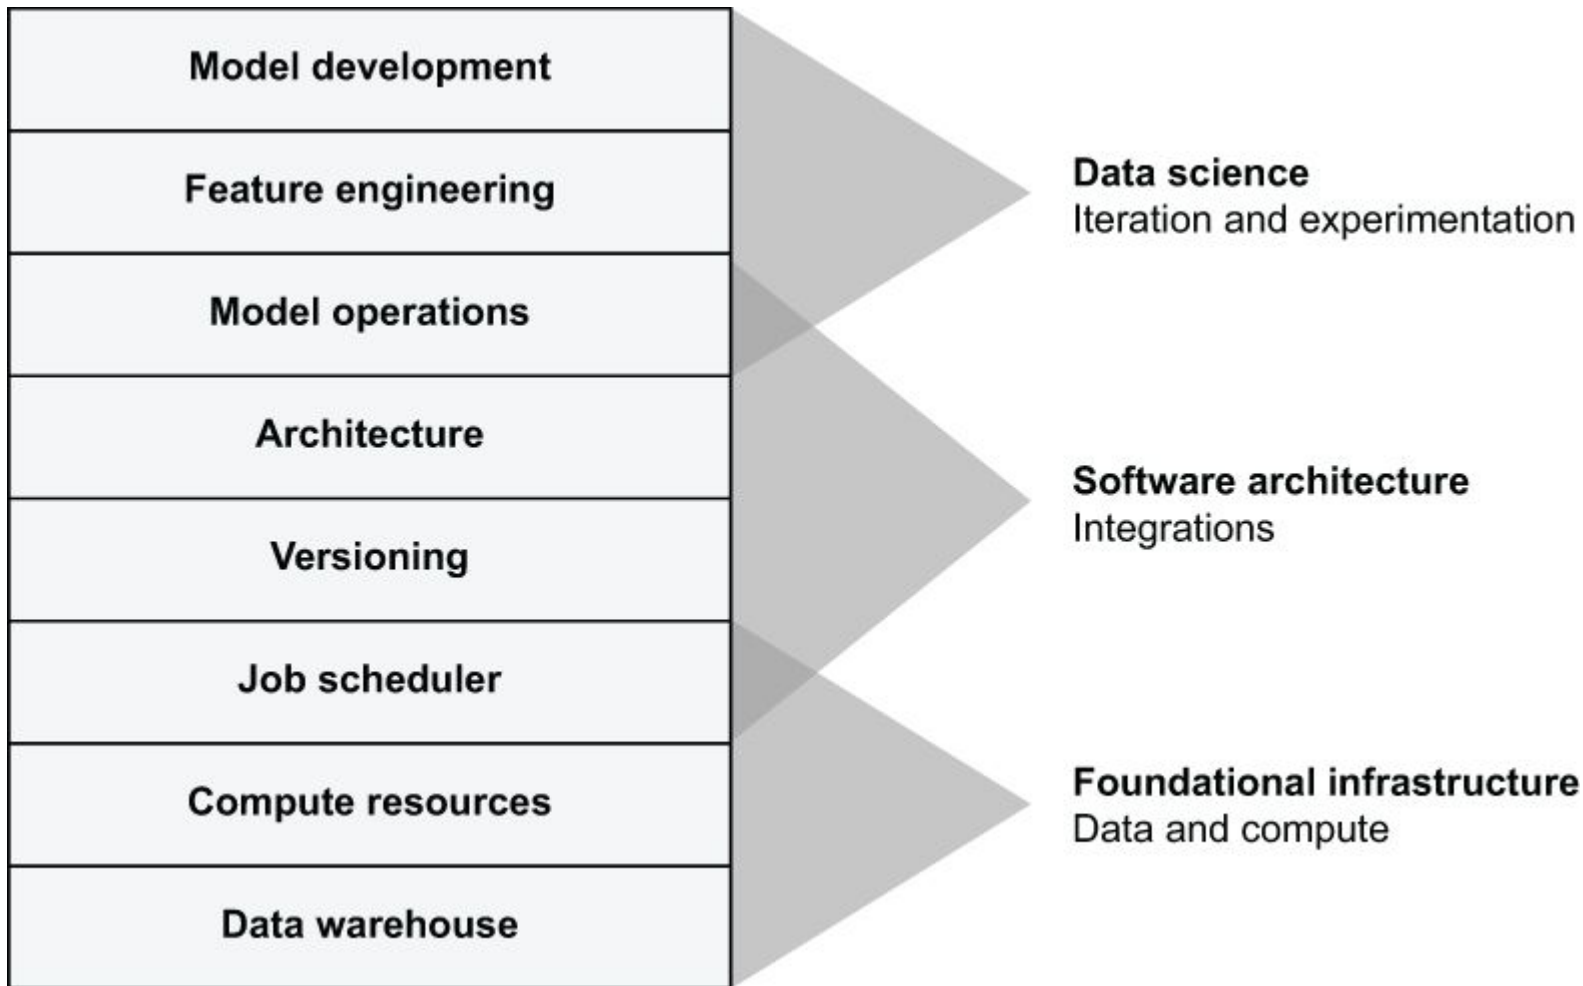 Model development
Feature engineering
Model operations
Architecture
Versioning
Job scheduler
Compute resources
Data warehouse
Data science
Iteration and experimentation
Software architecture
Integrations
Foundational infrastructure
Data and compute